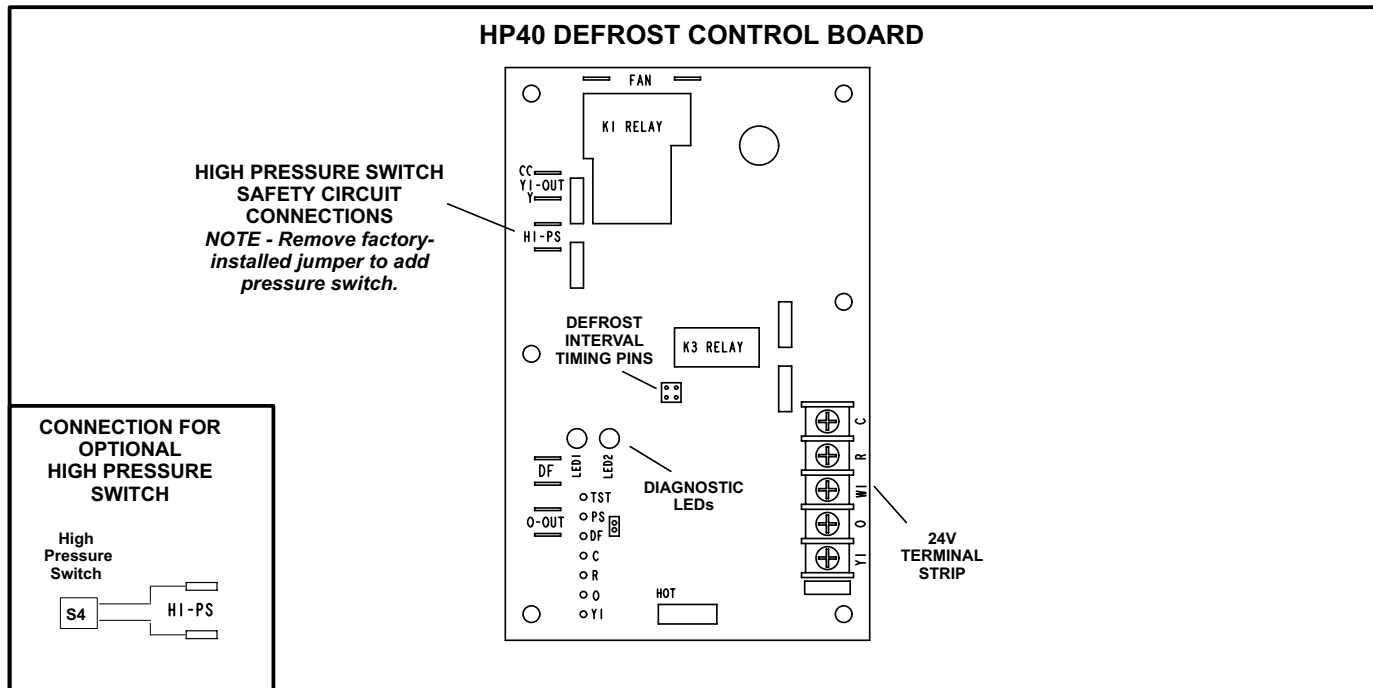 HP40 DEFROST CONTROL BOARD
FAN
K1 RELAY
HIGH PRESSURE SWITCH
SAFETY CIRCUIT
CONNECTIONS
NOTE - Remove factory-
installed jumper to add
pressure switch.
CC
Y1-OUT
Y
HI-PS
DEFROST
INTERVAL
TIMING PINS
K3 RELAY
C
R
W1
O
Y1
24V
TERMINAL
STRIP
LED1
LED2
DIAGNOSTIC
LEDs
DF
O-OUT
TST
PS
DF
C
R
O
Y1
HOT
CONNECTION FOR
OPTIONAL
HIGH PRESSURE
SWITCH
High
Pressure
Switch
S4
HI-PS